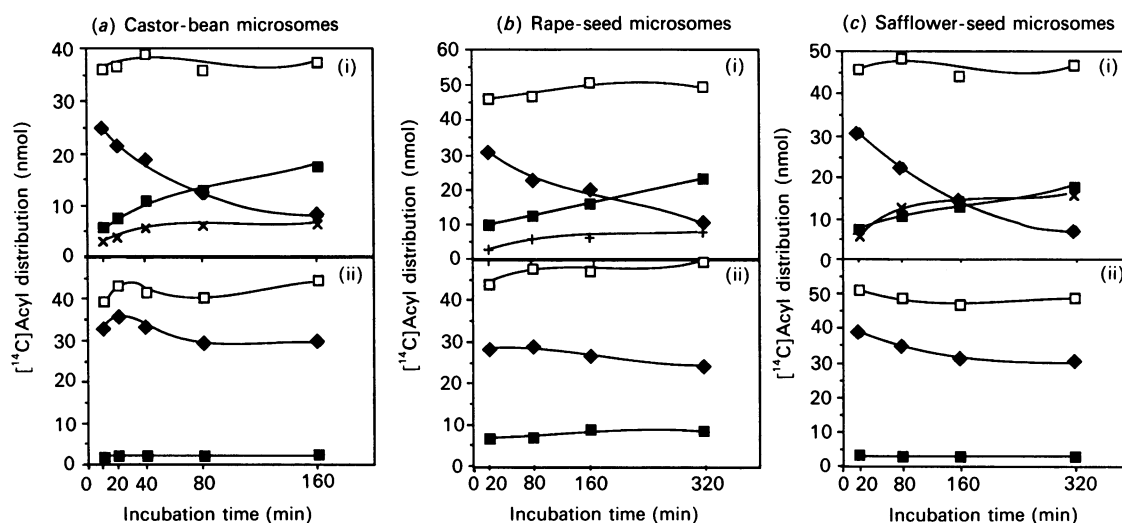 (a) Castor-bean microsomes
(b) Rape-seed microsomes
(c) Safflower-seed microsomes
[¹⁴C]Acyl distribution (nmol)
40
30
20
10
0
(i)
40
30
20
10
0
(ii)
0 20 40 80 160
Incubation time (min)
[¹⁴C]Acyl distribution (nmol)
60
50
40
30
20
10
0
(i)
50
40
30
20
10
0
(ii)
0 20 80 160 320
Incubation time (min)
[¹⁴C]Acyl distribution (nmol)
50
40
30
20
10
0
(i)
50
40
30
20
10
0
(ii)
0 20 80 160 320
Incubation time (min)